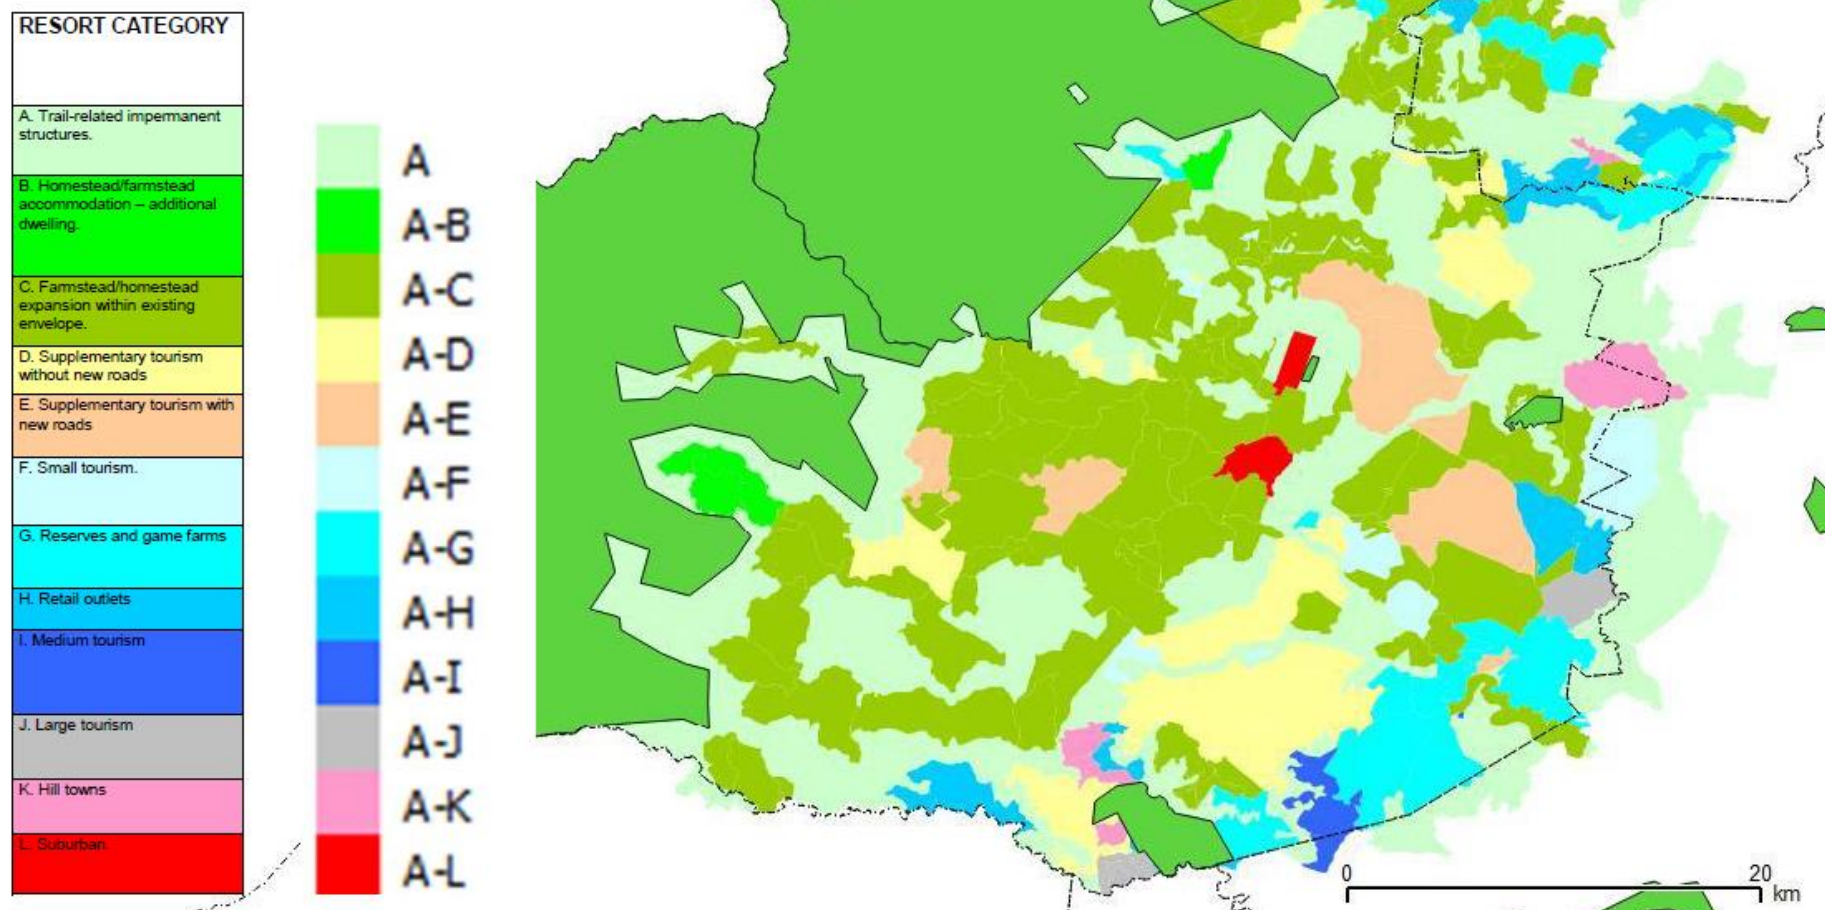 RESORT CATEGORY
A. Trail-related impermanent
structures.
B. Homestead/farmstead
accommodation – additional
dwelling.
C. Farmstead/homestead
expansion within existing
envelope.
D. Supplementary tourism
without new roads
E. Supplementary tourism with
new roads
F. Small tourism.
G. Reserves and game farms
H. Retail outlets
I. Medium tourism
J. Large tourism
K. Hill towns
L. Suburban
A
A-B
A-C
A-D
A-E
A-F
A-G
A-H
A-I
A-J
A-K
A-L
0 20
km